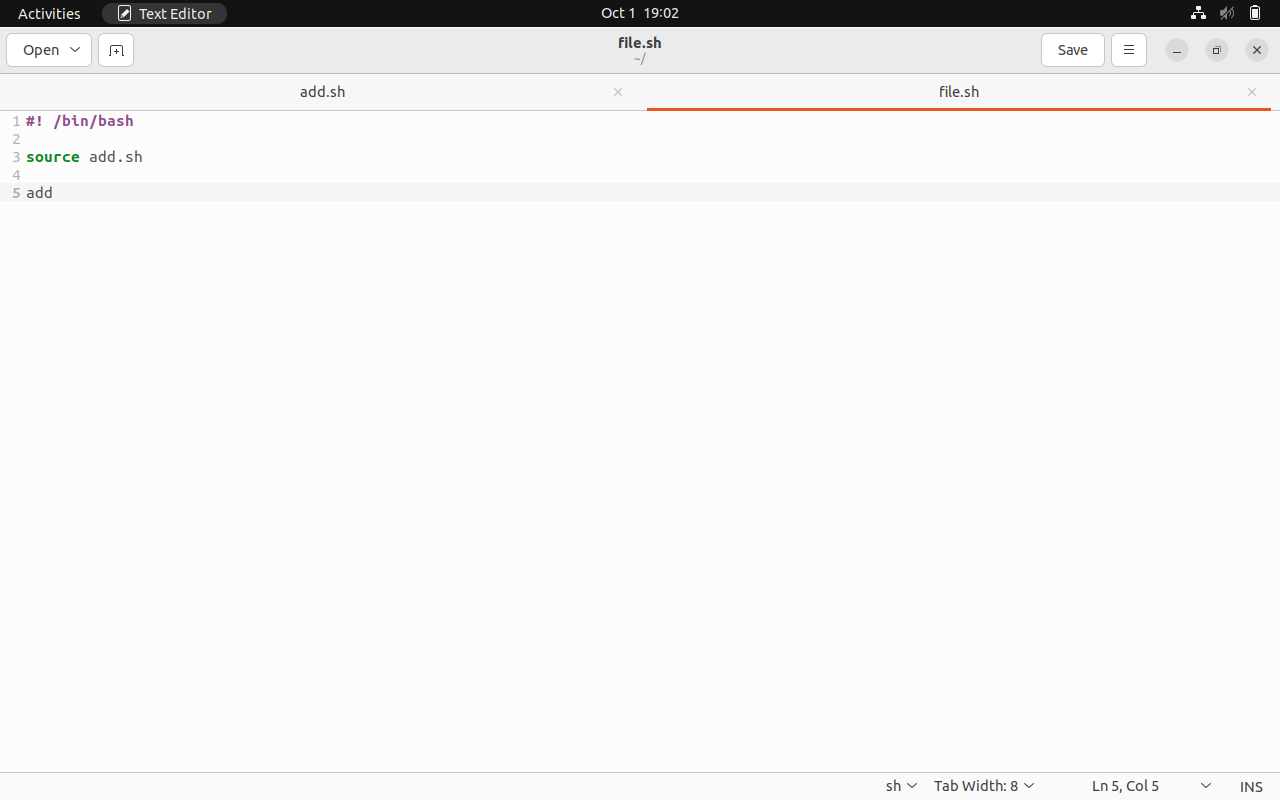 Activities Text Editor Oct 1 19:02
Open file.sh Save
~/
add.sh file.sh
1 #! /bin/bash
2
3 source add.sh
4
5 add
sh Tab Width: 8 Ln 5, Col 5 INS